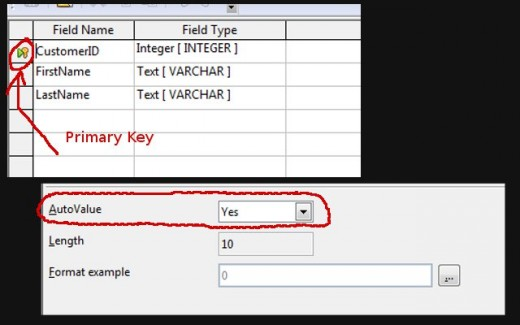 Field Name Field Type
CustomerID Integer [ INTEGER ]
FirstName Text [ VARCHAR ]
LastName Text [ VARCHAR ]
Primary Key
AutoValue Yes
Length 10
Format example 0 ...